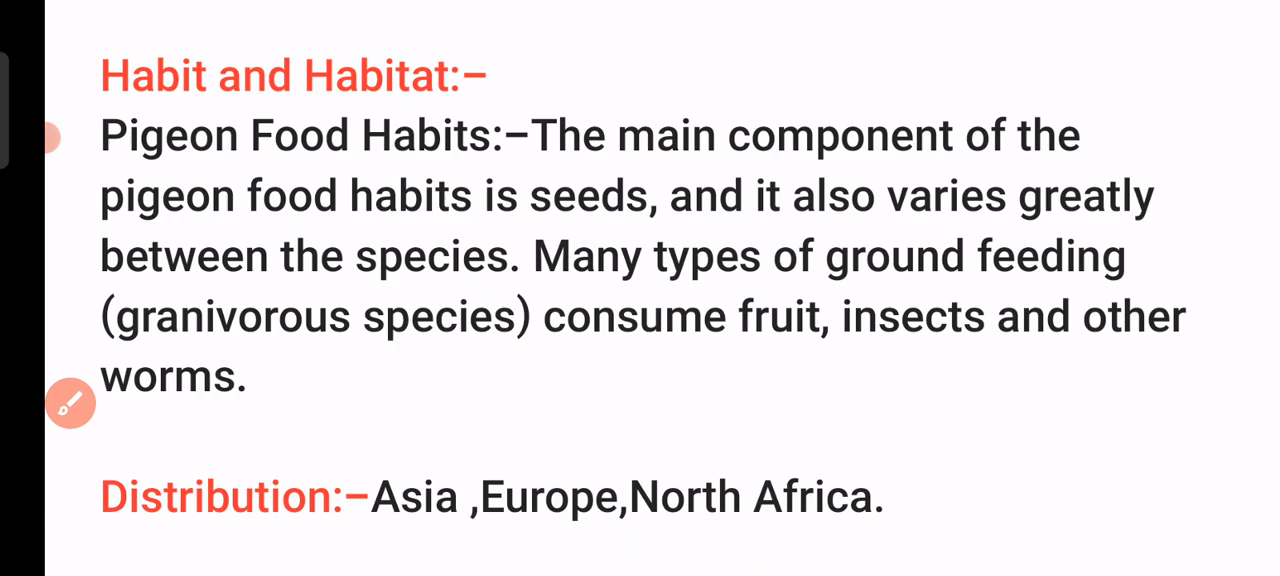 Habit and Habitat:–
Pigeon Food Habits:–The main component of the
pigeon food habits is seeds, and it also varies greatly
between the species. Many types of ground feeding
(granivorous species) consume fruit, insects and other
worms.
Distribution:–Asia ,Europe,North Africa.